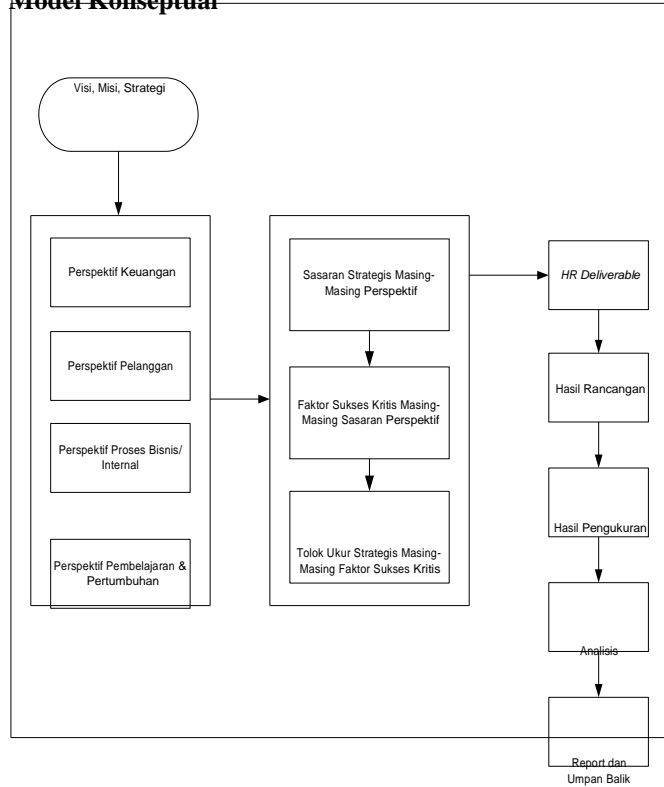 Model Konseptual
Visi, Misi, Strategi
Perspektif Keuangan
Perspektif Pelanggan
Perspektif Proses Bisnis/
Internal
Perspektif Pembelajaran &
Pertumbuhan
Sasaran Strategis Masing-
Masing Perspektif
Faktor Sukses Kritis Masing-
Masing Sasaran Perspektif
Tolok Ukur Strategis Masing-
Masing Faktor Sukses Kritis
HR Deliverable
Hasil Rancangan
Hasil Pengukuran
Analisis
Report dan
Umpan Balik